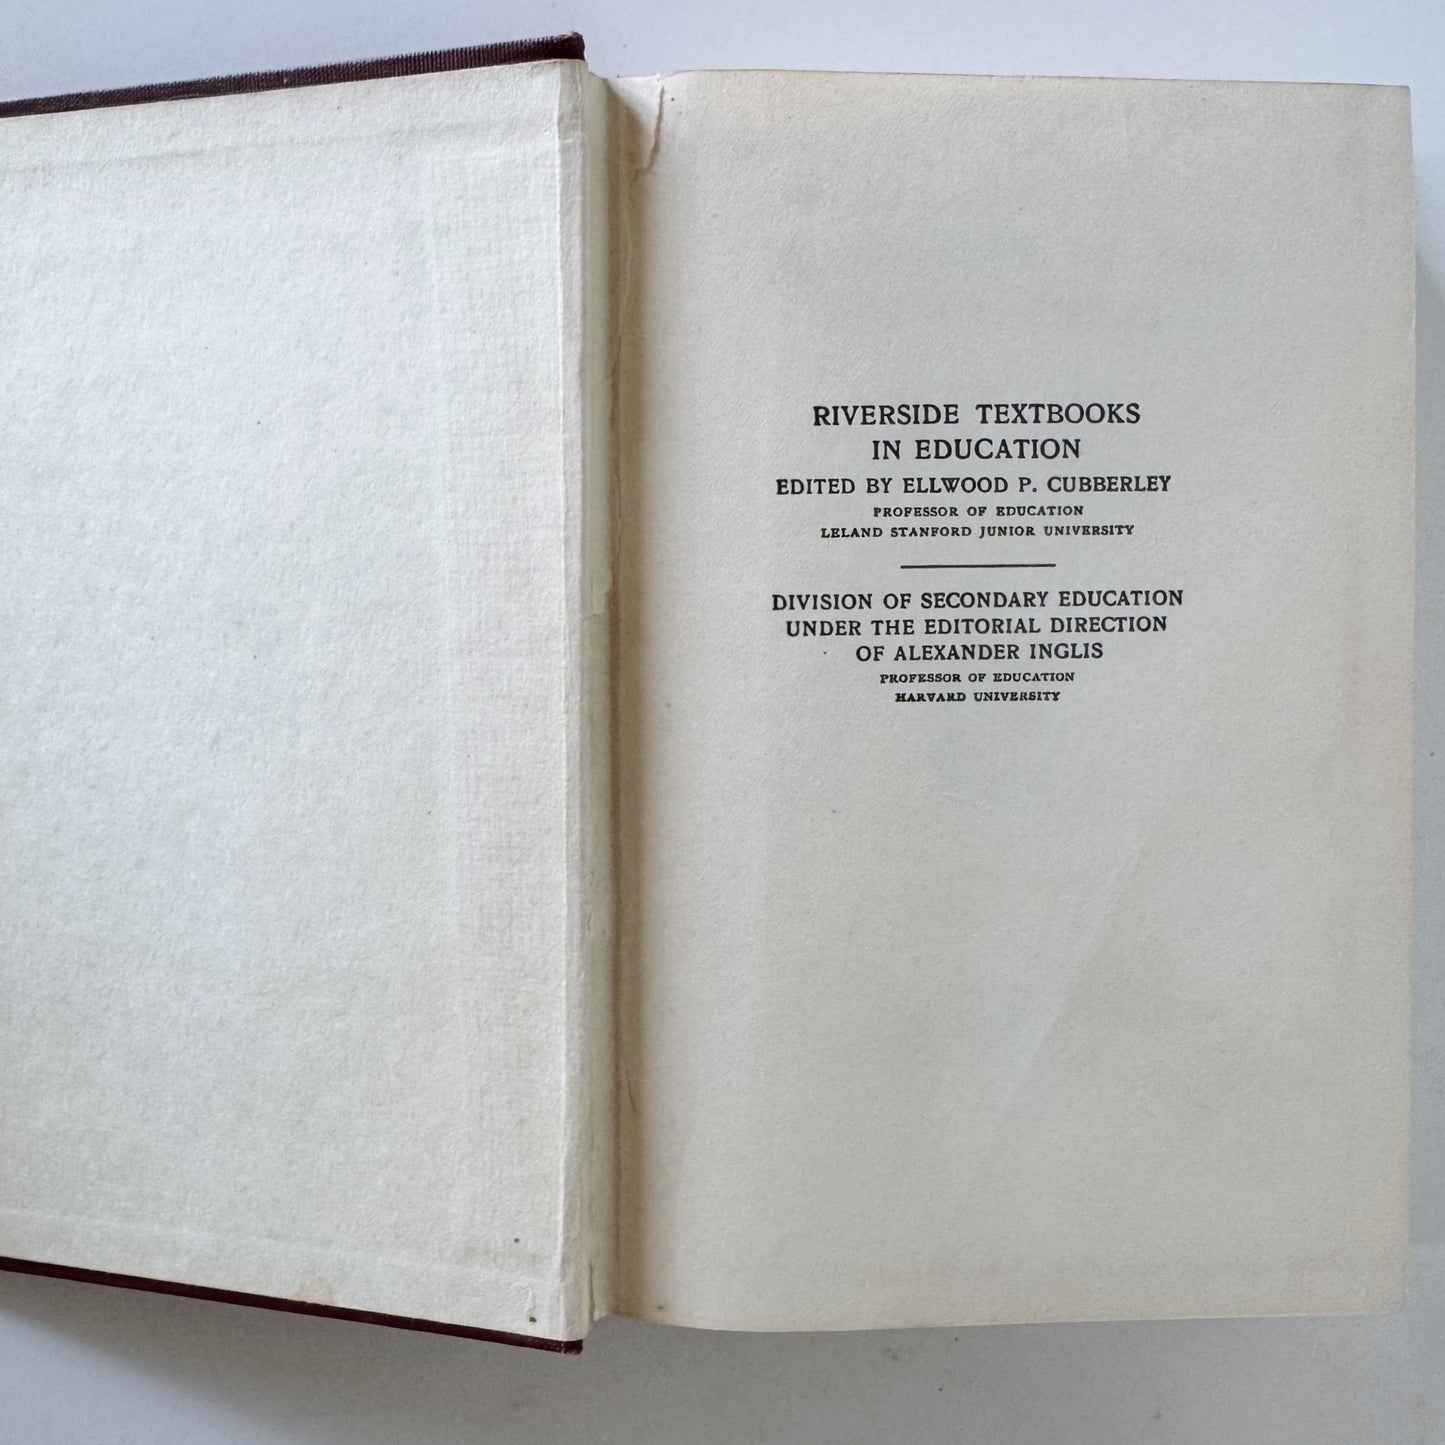 RIVERSIDE TEXTBOOKS
IN EDUCATION
EDITED BY ELLWOOD P. CUBBERLEY
PROFESSOR OF EDUCATION
LELAND STANFORD JUNIOR UNIVERSITY
DIVISION OF SECONDARY EDUCATION
UNDER THE EDITORIAL DIRECTION
OF ALEXANDER INGLIS
PROFESSOR OF EDUCATION
HARVARD UNIVERSITY